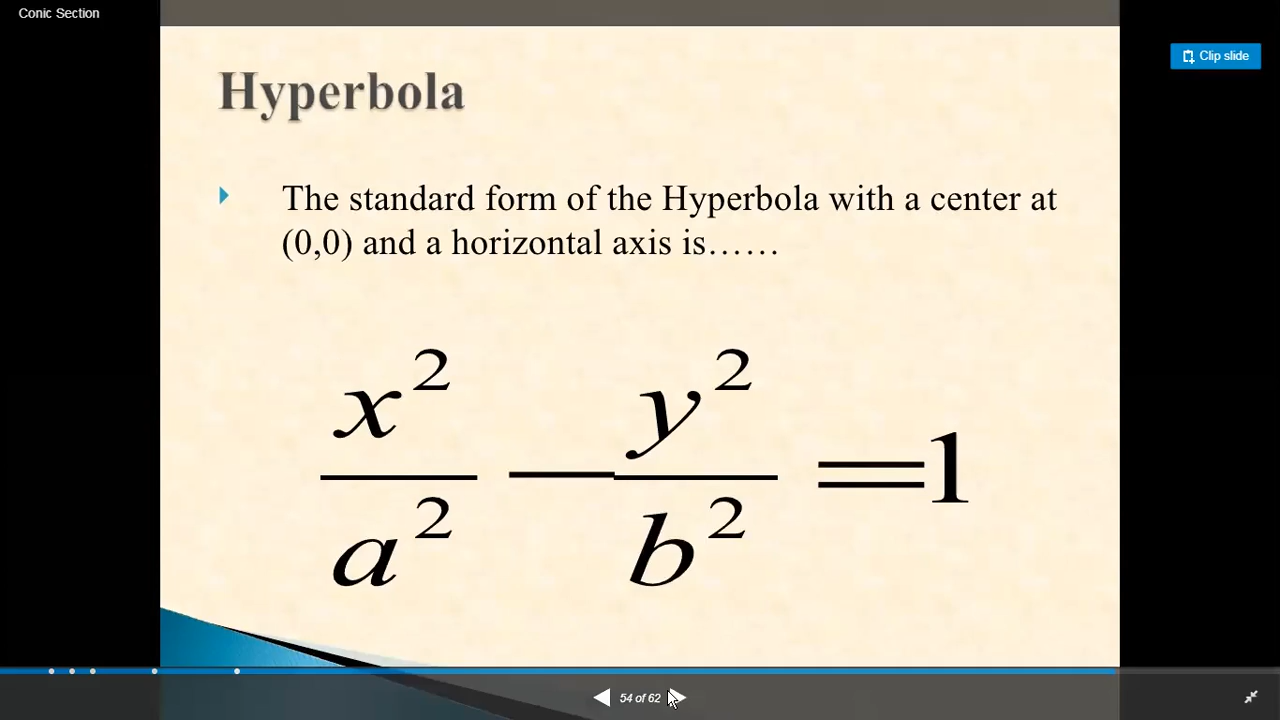 Conic Section
Clip slide
Hyperbola
The standard form of the Hyperbola with a center at
(0,0) and a horizontal axis is……
x²/a² − y²/b² = 1
54 of 62